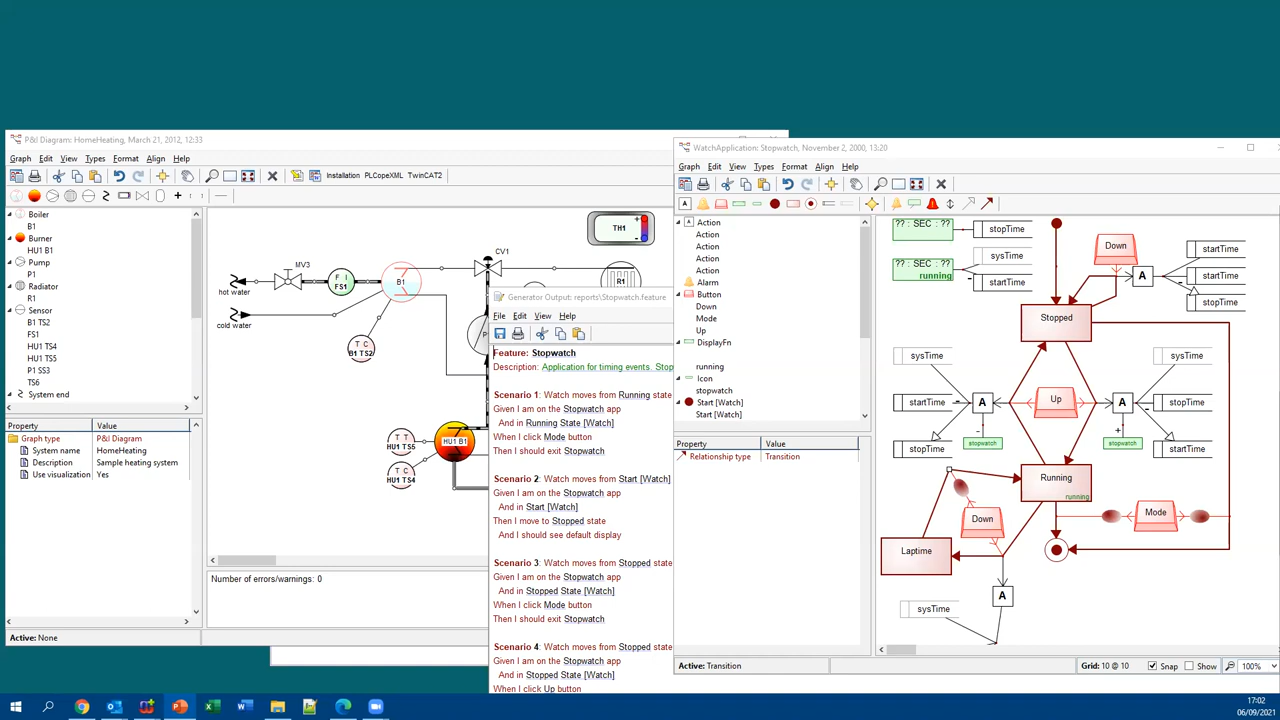 P&I Diagram: HomeHeating, March 21, 2012, 12:33
Graph Edit View Types Format Align Help
Installation PLCopeXML TwinCAT2
Boiler
B1
Burner
HU1 B1
Pump
P1
Radiator
R1
Sensor
B1 TS2
FS1
HU1 TS4
HU1 TS5
P1 SS3
TS6
System end
Property Value
Graph type P&I Diagram
System name HomeHeating
Description Sample heating system
Use visualization Yes
Active: None
TH1
+
-
CV1
MV3
F I
FS1
B1
R1
hot water
cold water
T C
B1 TS2
P
T T
HU1 TS5
HU1 B1
T C
HU1 TS4
Number of errors/warnings: 0
Generator Output: reports\Stopwatch.feature
File Edit View Help
Feature: Stopwatch
Description: Application for timing events. Stop
Scenario 1: Watch moves from Running state
Given I am on the Stopwatch app
And in Running State [Watch]
When I click Mode button
Then I should exit Stopwatch
Scenario 2: Watch moves from Start [Watch]
Given I am on the Stopwatch app
And in Start [Watch]
Then I move to Stopped state
And I should see default display
Scenario 3: Watch moves from Stopped state
Given I am on the Stopwatch app
And in Stopped State [Watch]
When I click Mode button
Then I should exit Stopwatch
Scenario 4: Watch moves from Stopped state
Given I am on the Stopwatch app
And in Stopped State [Watch]
When I click Up button
WatchApplication: Stopwatch, November 2, 2000, 13:20
Graph Edit View Types Format Align Help
A
Action
Action
Action
Action
Action
Alarm
Button
Down
Mode
Up
DisplayFn
running
Icon
stopwatch
Start [Watch]
Start [Watch]
Property Value
Relationship type Transition
Active: Transition
?? : SEC : ??
stopTime
?? : SEC : ??
running
sysTime
startTime
Down
A
startTime
startTime
stopTime
Stopped
sysTime
startTime
stopTime
A
-
stopwatch
Up
A
+
stopwatch
sysTime
stopTime
startTime
Running
running
Down
Mode
Laptime
A
sysTime
Grid: 10 @ 10 Snap Show 100%
17:02
06/09/2021